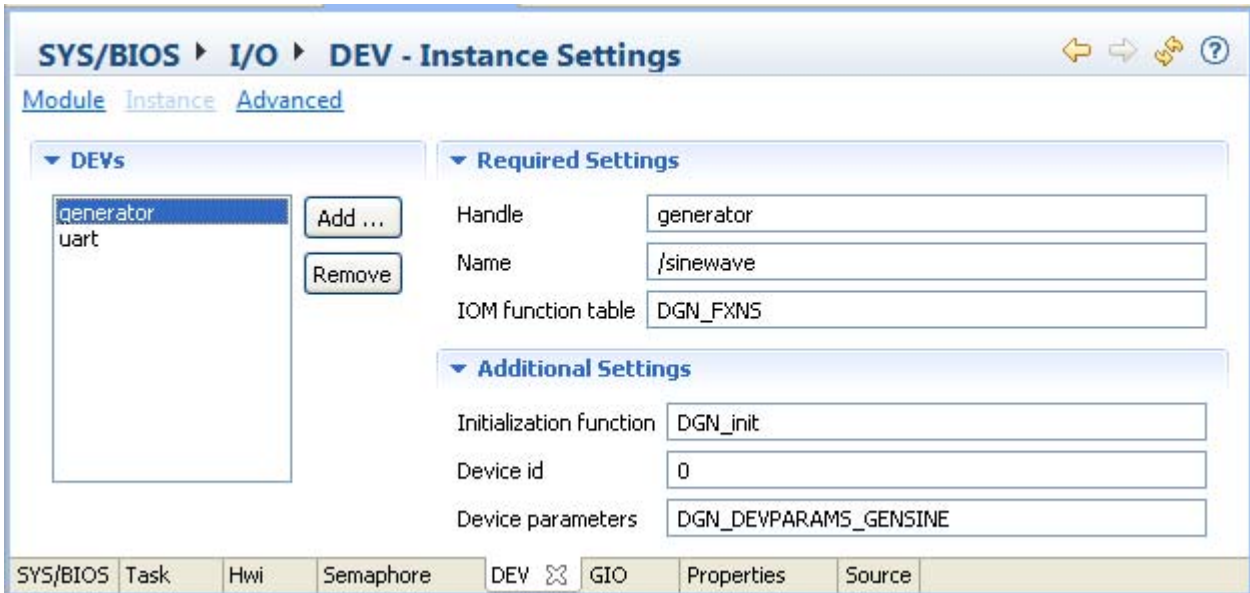 SYS/BIOS I/O DEV - Instance Settings
Module Instance Advanced
DEVs
generator
uart
Add ...
Remove
Required Settings
Handle generator
Name /sinewave
IOM function table DGN_FXNS
Additional Settings
Initialization function DGN_init
Device id 0
Device parameters DGN_DEVPARAMS_GENSINE
SYS/BIOS Task Hwi Semaphore DEV GIO Properties Source